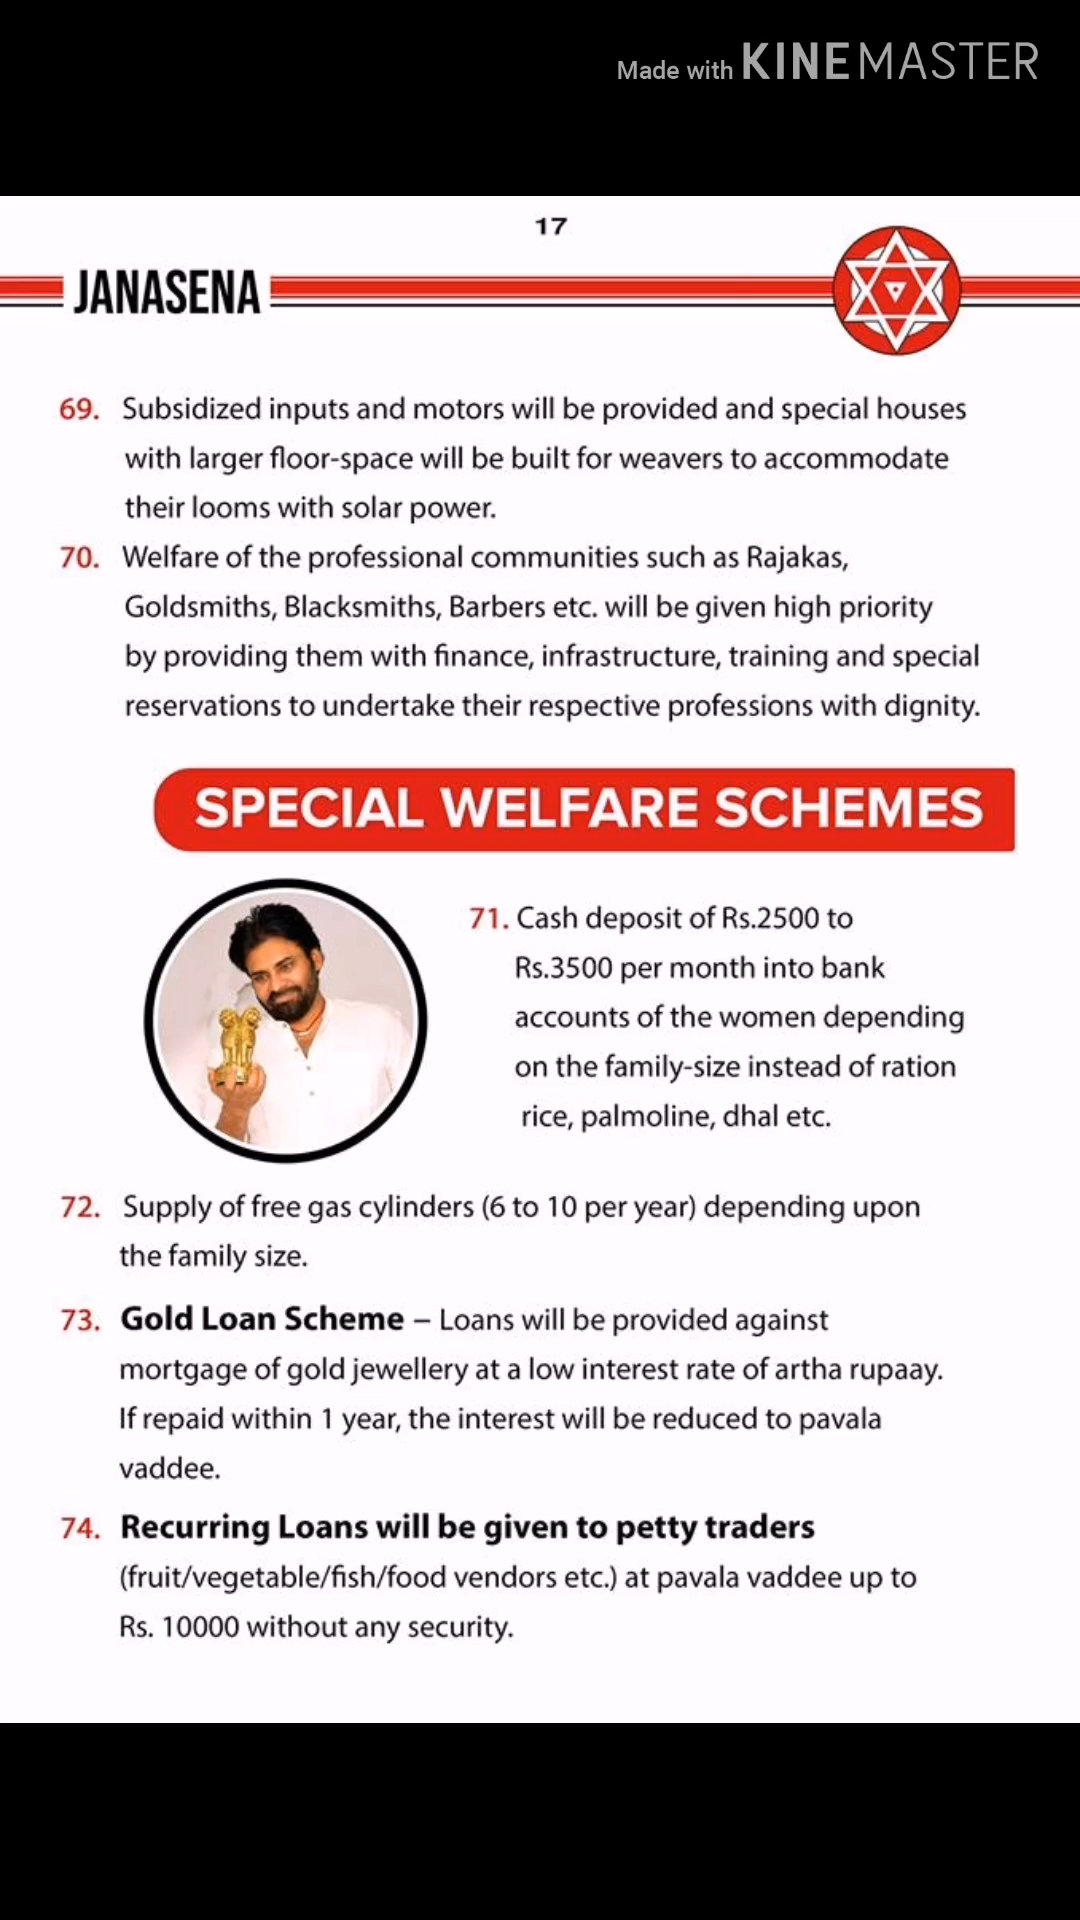 Made with KINEMASTER
17
JANASENA
69. Subsidized inputs and motors will be provided and special houses
with larger floor-space will be built for weavers to accommodate
their looms with solar power.
70. Welfare of the professional communities such as Rajakas,
Goldsmiths, Blacksmiths, Barbers etc. will be given high priority
by providing them with finance, infrastructure, training and special
reservations to undertake their respective professions with dignity.
SPECIAL WELFARE SCHEMES
71. Cash deposit of Rs.2500 to
Rs.3500 per month into bank
accounts of the women depending
on the family-size instead of ration
rice, palmoline, dhal etc.
72. Supply of free gas cylinders (6 to 10 per year) depending upon
the family size.
73. Gold Loan Scheme – Loans will be provided against
mortgage of gold jewellery at a low interest rate of artha rupaay.
If repaid within 1 year, the interest will be reduced to pavala
vaddee.
74. Recurring Loans will be given to petty traders
(fruit/vegetable/fish/food vendors etc.) at pavala vaddee up to
Rs. 10000 without any security.